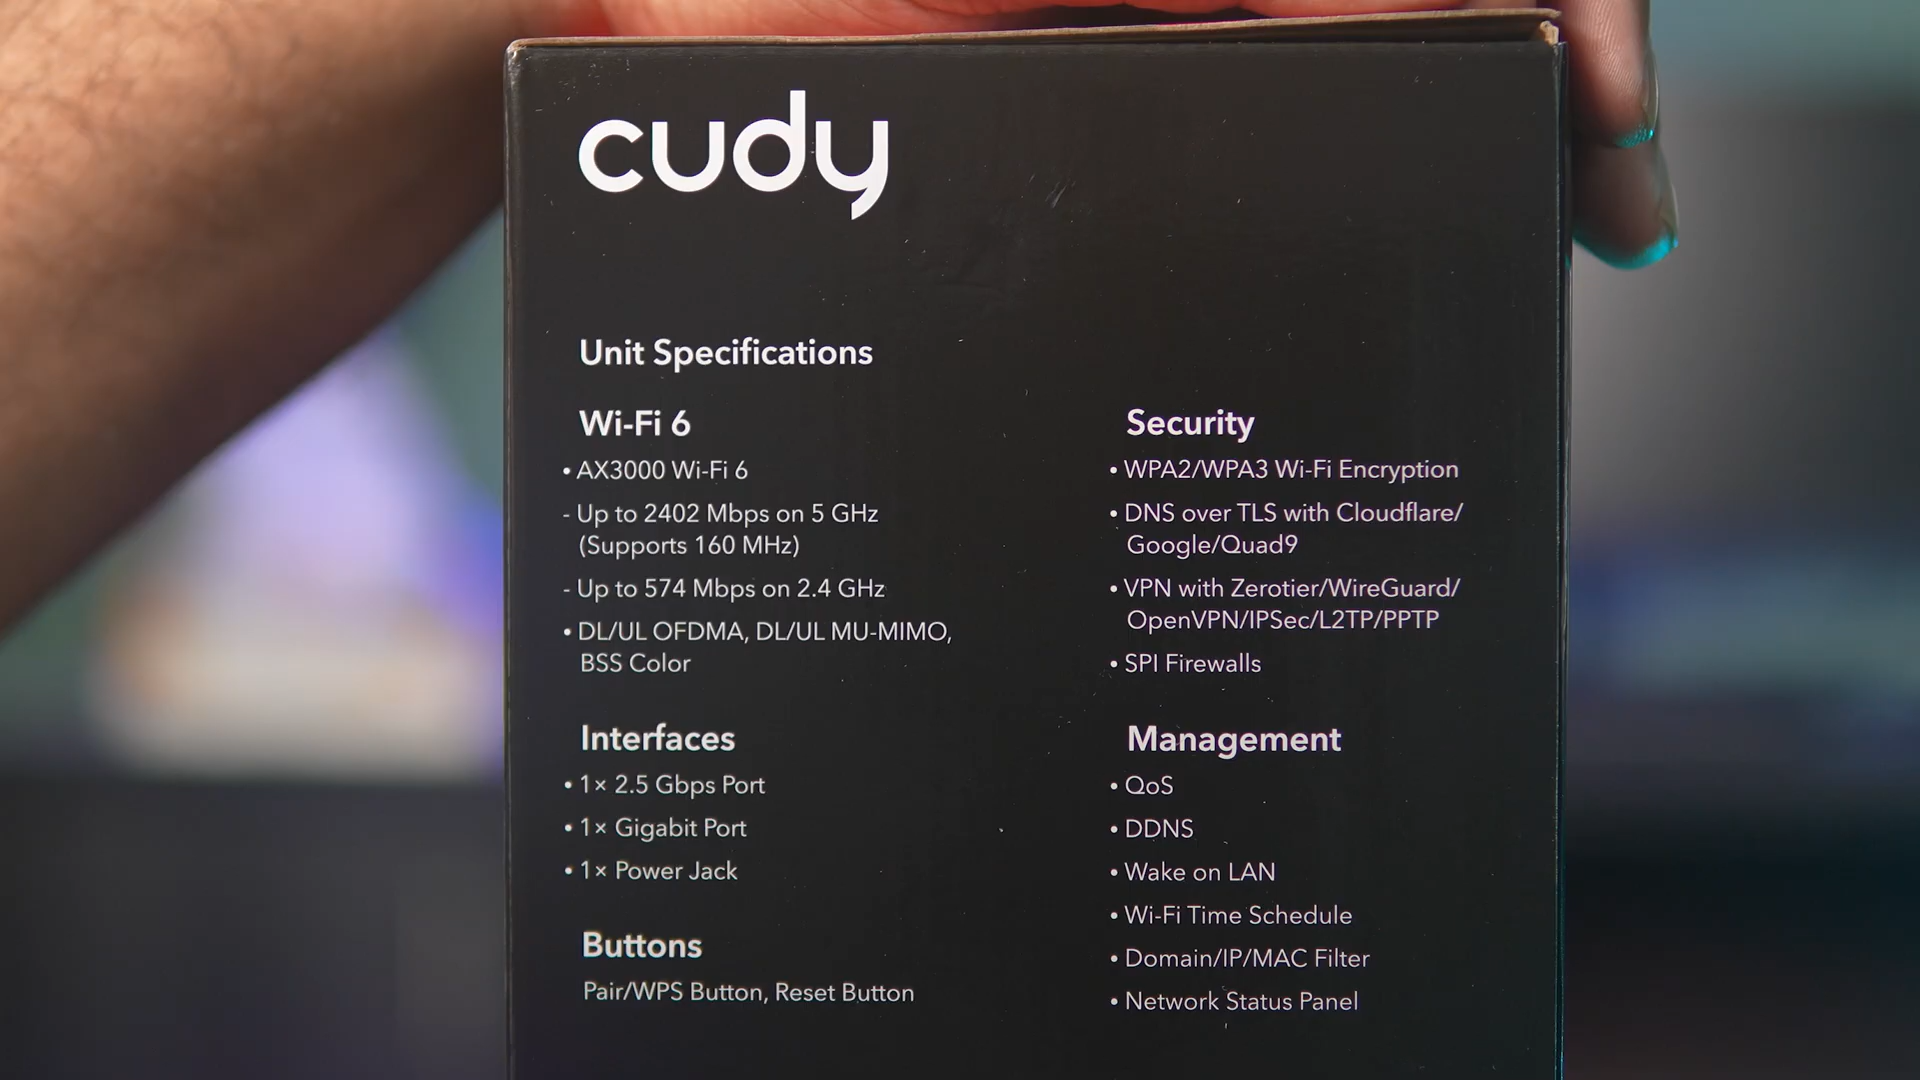 cudy
Unit Specifications
Wi-Fi 6
• AX3000 Wi-Fi 6
- Up to 2402 Mbps on 5 GHz
(Supports 160 MHz)
- Up to 574 Mbps on 2.4 GHz
• DL/UL OFDMA, DL/UL MU-MIMO,
BSS Color
Interfaces
• 1× 2.5 Gbps Port
• 1× Gigabit Port
• 1× Power Jack
Buttons
Pair/WPS Button, Reset Button
Security
• WPA2/WPA3 Wi-Fi Encryption
• DNS over TLS with Cloudflare/
Google/Quad9
• VPN with Zerotier/WireGuard/
OpenVPN/IPSec/L2TP/PPTP
• SPI Firewalls
Management
• QoS
• DDNS
• Wake on LAN
• Wi-Fi Time Schedule
• Domain/IP/MAC Filter
• Network Status Panel